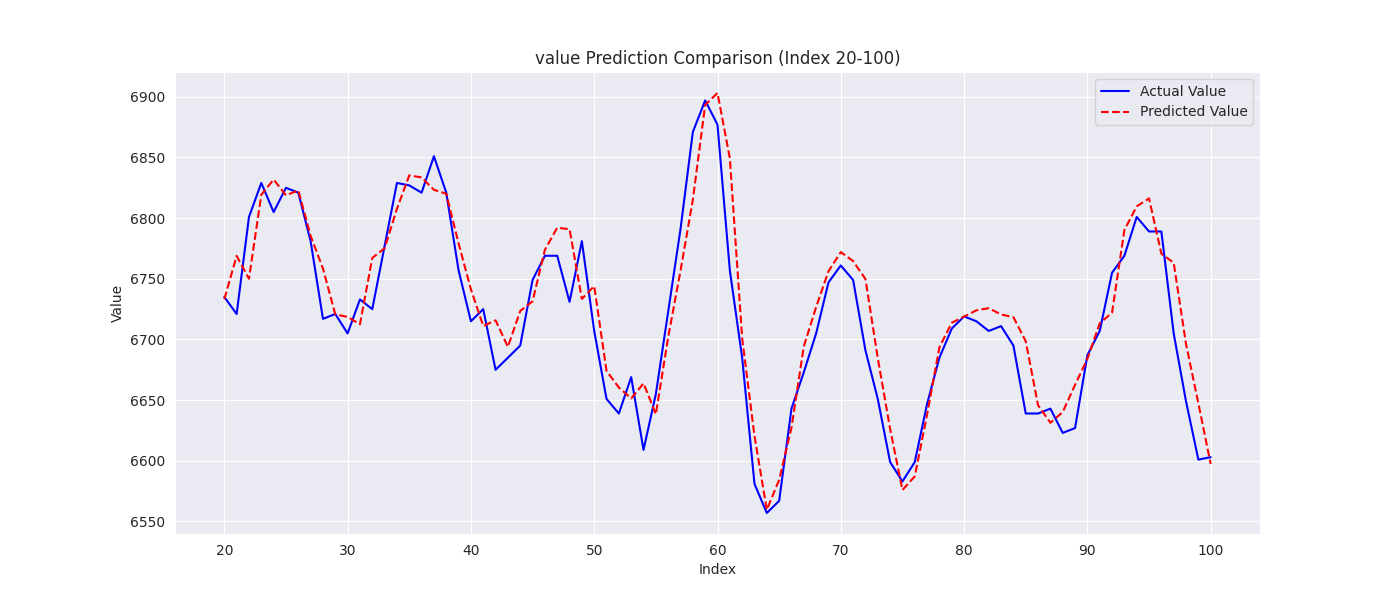 value Prediction Comparison (Index 20-100)
Actual Value
Predicted Value
Value
6900
6850
6800
6750
6700
6650
6600
6550
20 30 40 50 60 70 80 90 100
Index